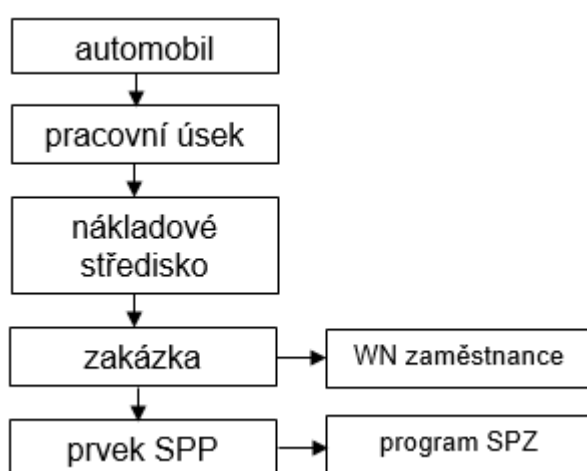 automobil
pracovní úsek
nákladové
středisko
zakázka
WN zaměstnance
prvek SPP
program SPZ